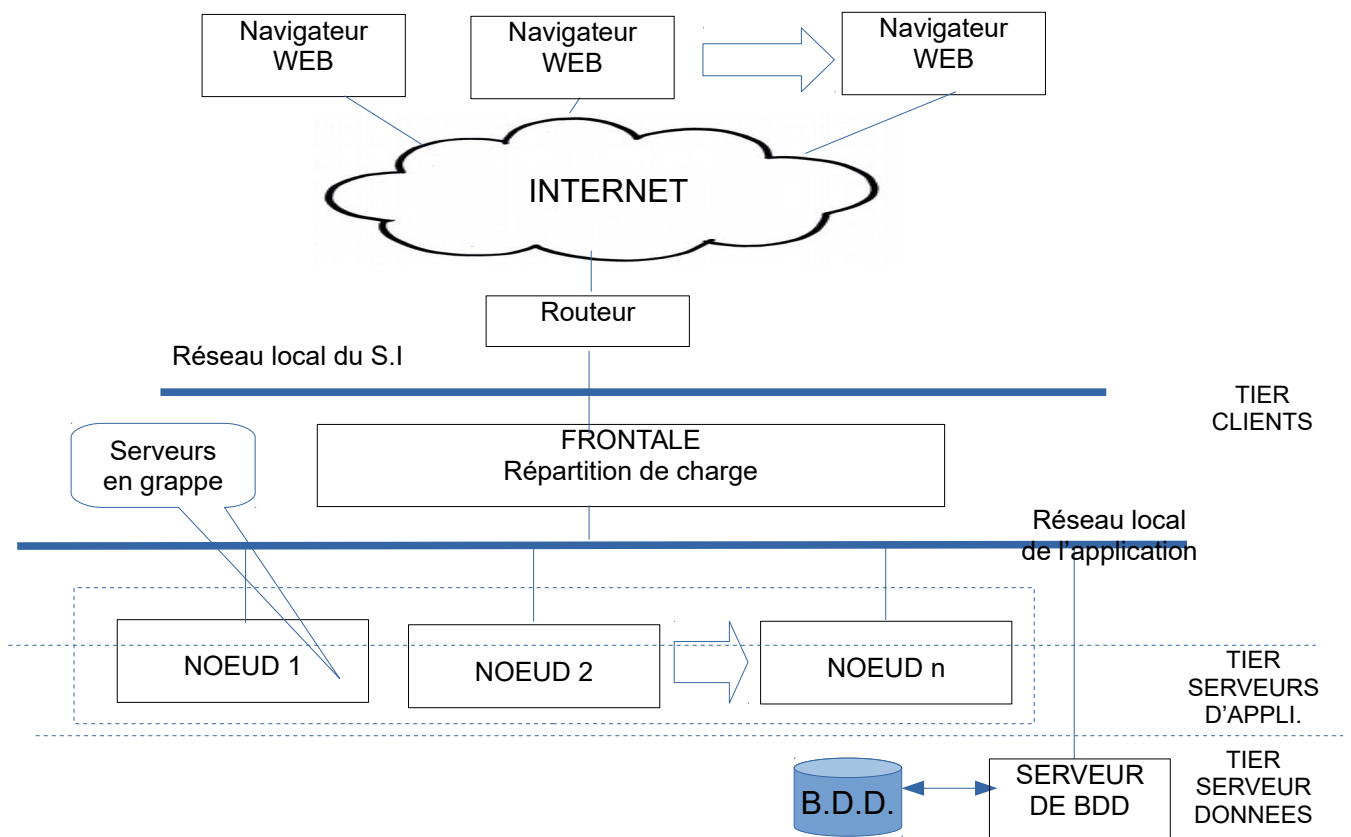 Navigateur
WEB
Navigateur
WEB
Navigateur
WEB
INTERNET
Routeur
Réseau local du S.I
TIER
CLIENTS
FRONTALE
Répartition de charge
Serveurs
en grappe
Réseau local
de l'application
NOEUD 1
NOEUD 2
NOEUD n
TIER
SERVEURS
D'APPLI.
B.D.D.
SERVEUR
DE BDD
TIER
SERVEUR
DONNEES